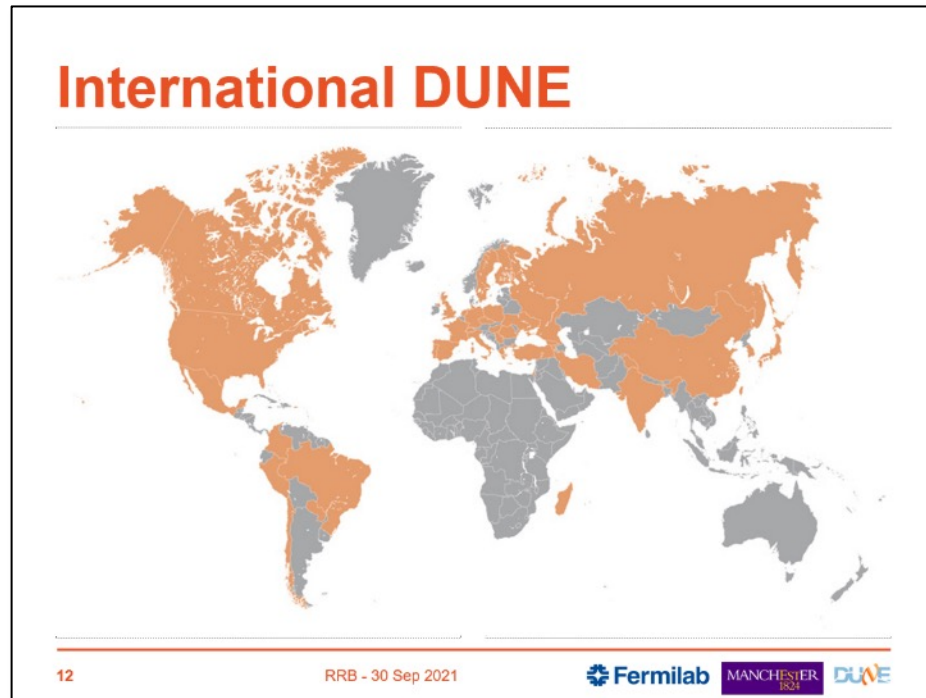 International DUNE
12
RRB - 30 Sep 2021
Fermilab
MANCHESTER
1824
DUNE